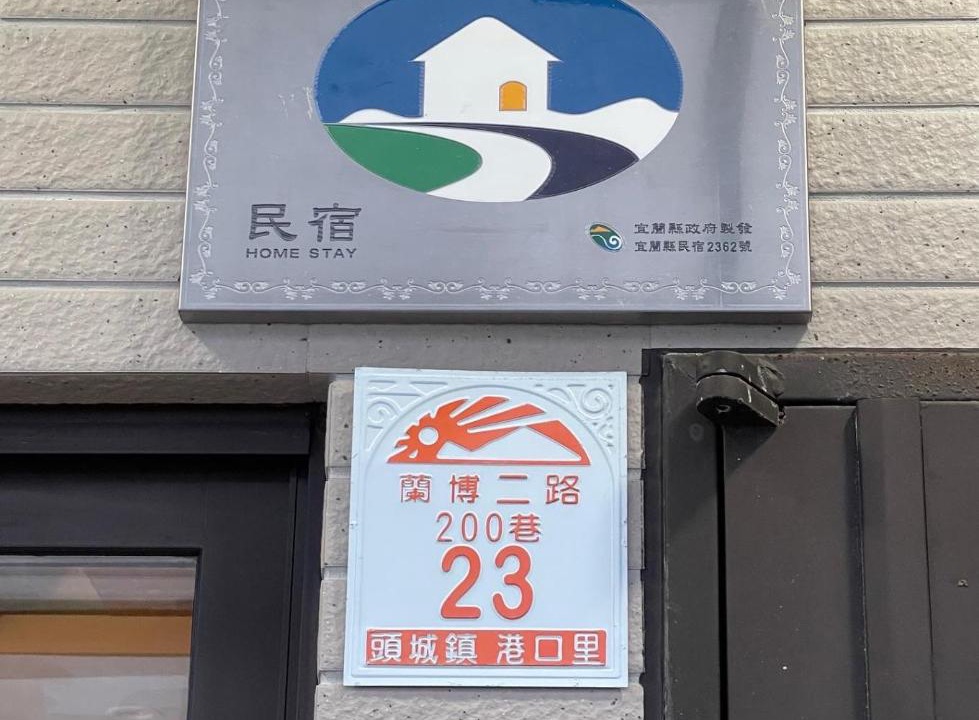 民宿
HOME STAY
宜蘭縣政府製發
宜蘭縣民宿2362號
蘭博二路
200巷
23
頭城鎮 港口里